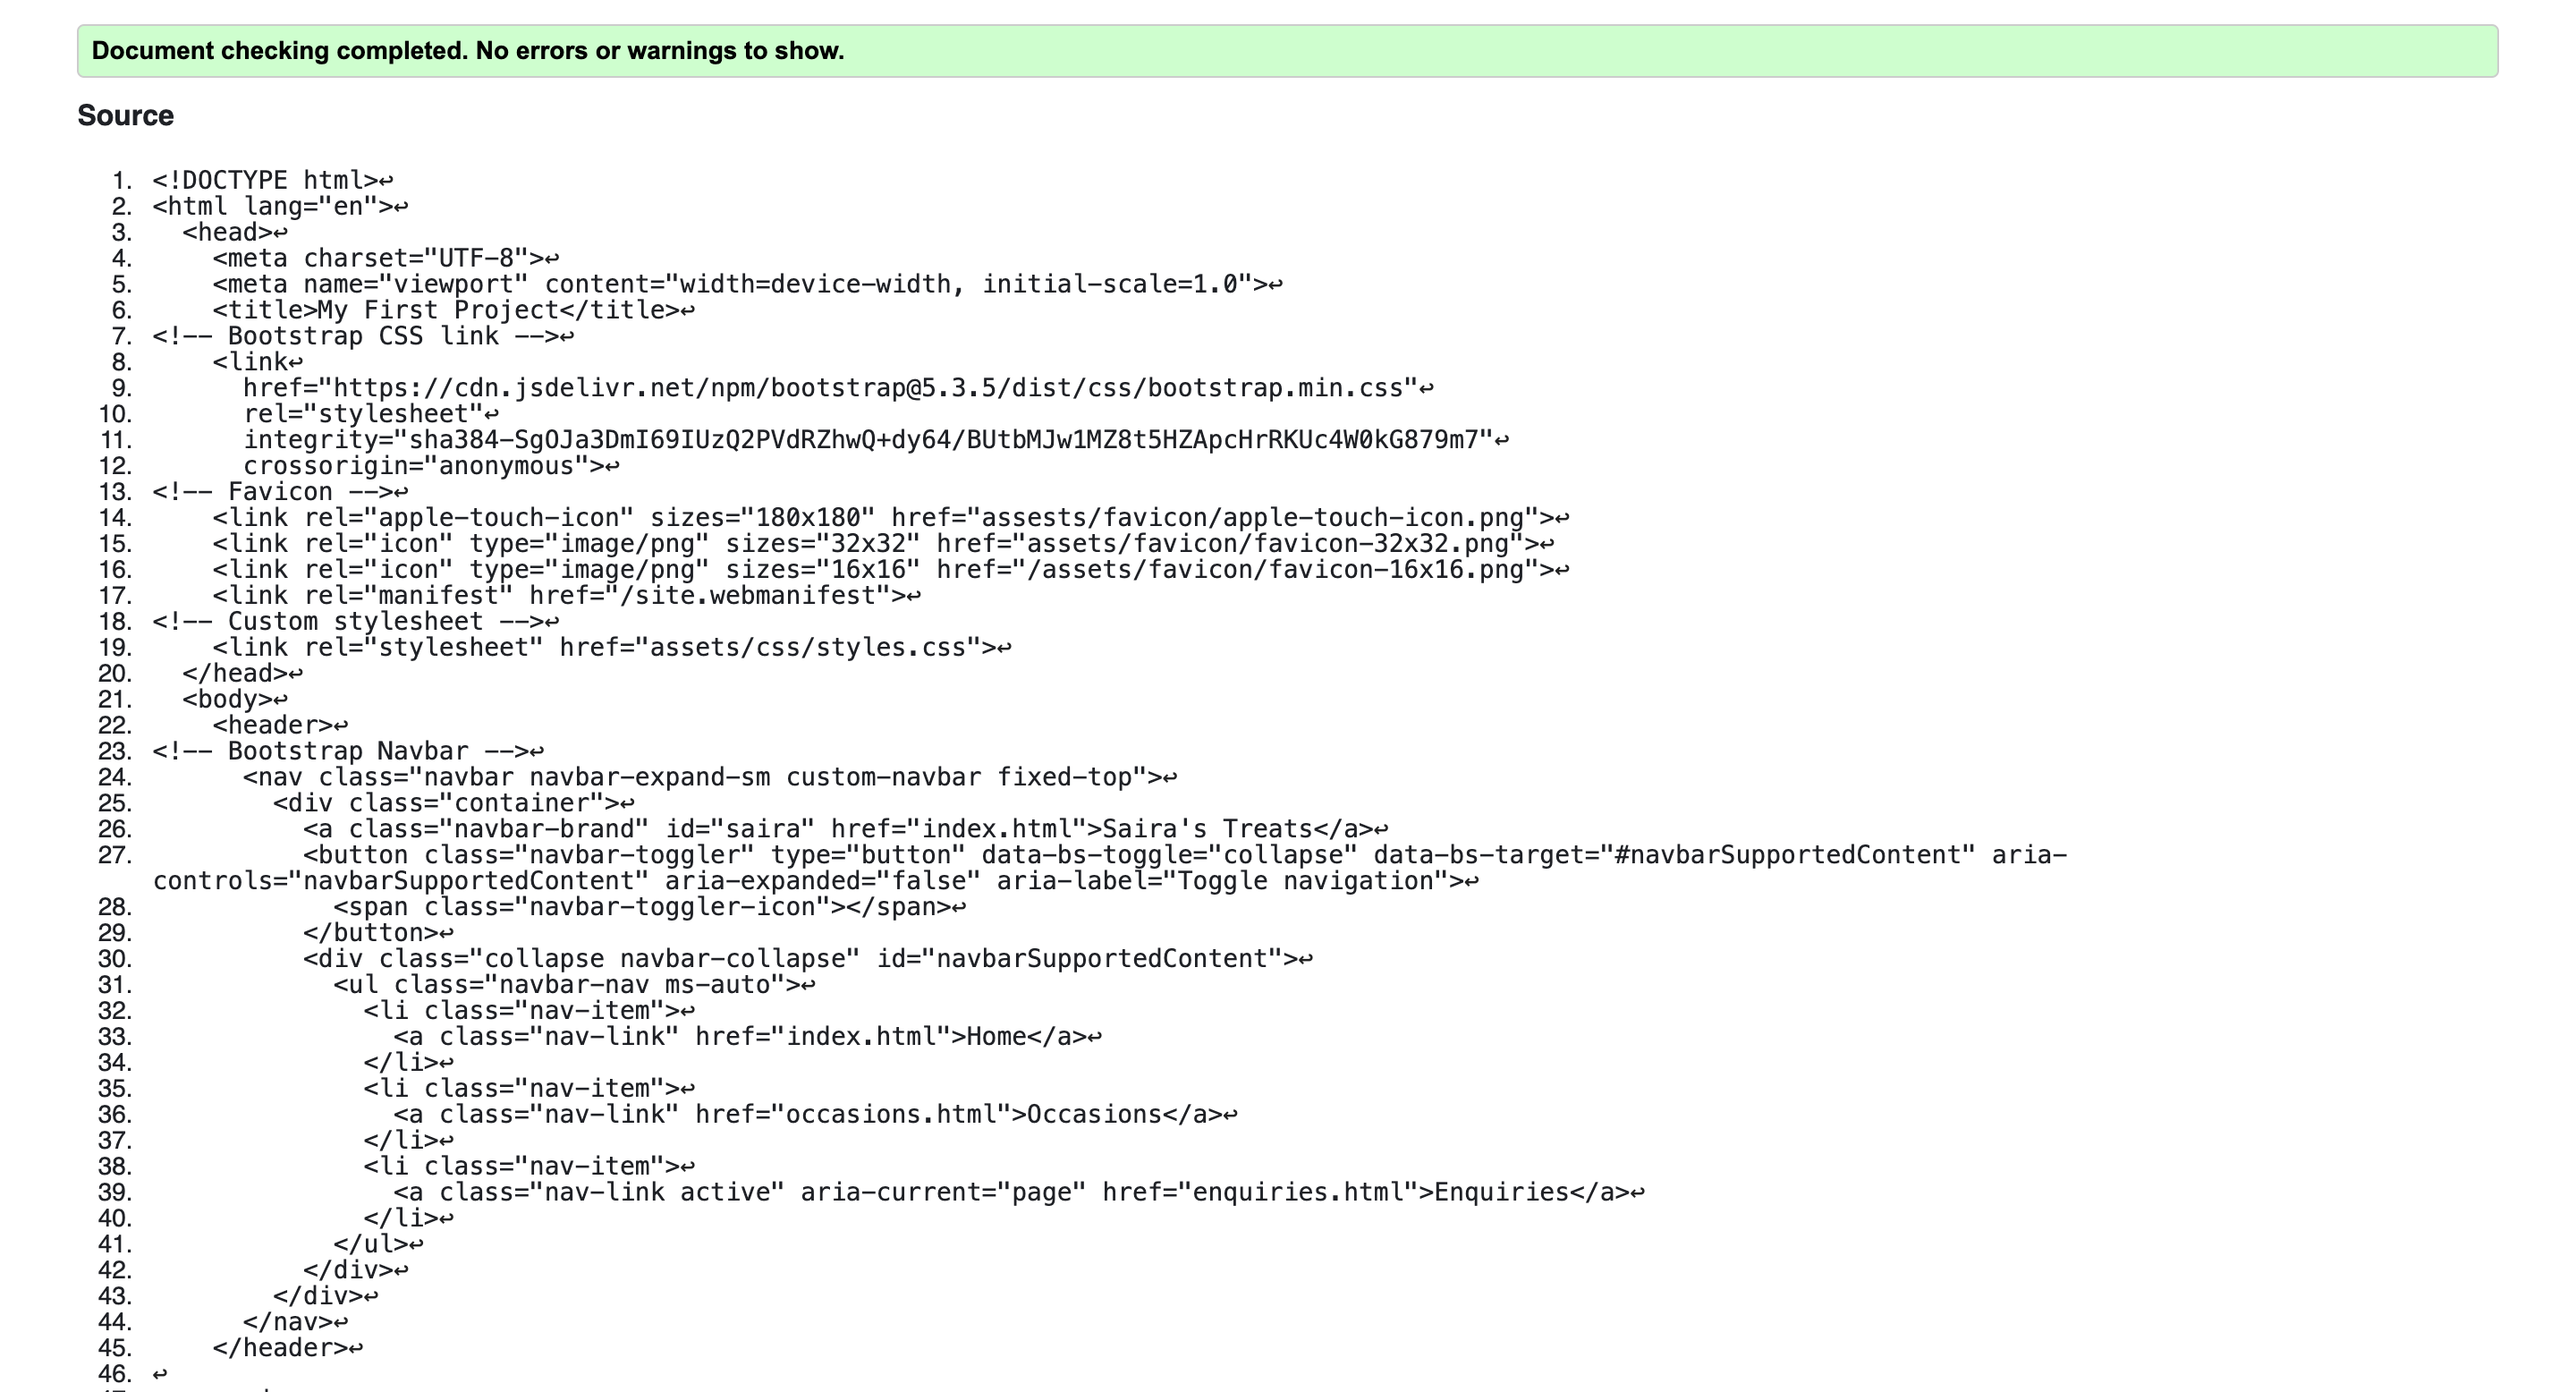 Document checking completed. No errors or warnings to show.
Source
1. <!DOCTYPE html>↩
2. <html lang="en">↩
3.   <head>↩
4.     <meta charset="UTF-8">↩
5.     <meta name="viewport" content="width=device-width, initial-scale=1.0">↩
6.     <title>My First Project</title>↩
7. <!-- Bootstrap CSS link -->↩
8.     <link↩
9.       href="https://cdn.jsdelivr.net/npm/bootstrap@5.3.5/dist/css/bootstrap.min.css"↩
10.       rel="stylesheet"↩
11.       integrity="sha384-SgOJa3DmI69IUzQ2PVdRZhwQ+dy64/BUtbMJw1MZ8t5HZApcHrRKUc4W0kG879m7"↩
12.       crossorigin="anonymous">↩
13. <!-- Favicon -->↩
14.     <link rel="apple-touch-icon" sizes="180x180" href="assests/favicon/apple-touch-icon.png">↩
15.     <link rel="icon" type="image/png" sizes="32x32" href="assets/favicon/favicon-32x32.png">↩
16.     <link rel="icon" type="image/png" sizes="16x16" href="/assets/favicon/favicon-16x16.png">↩
17.     <link rel="manifest" href="/site.webmanifest">↩
18. <!-- Custom stylesheet -->↩
19.     <link rel="stylesheet" href="assets/css/styles.css">↩
20.   </head>↩
21.   <body>↩
22.     <header>↩
23. <!-- Bootstrap Navbar -->↩
24.       <nav class="navbar navbar-expand-sm custom-navbar fixed-top">↩
25.         <div class="container">↩
26.           <a class="navbar-brand" id="saira" href="index.html">Saira's Treats</a>↩
27.           <button class="navbar-toggler" type="button" data-bs-toggle="collapse" data-bs-target="#navbarSupportedContent" aria-
controls="navbarSupportedContent" aria-expanded="false" aria-label="Toggle navigation">↩
28.             <span class="navbar-toggler-icon"></span>↩
29.           </button>↩
30.           <div class="collapse navbar-collapse" id="navbarSupportedContent">↩
31.             <ul class="navbar-nav ms-auto">↩
32.               <li class="nav-item">↩
33.                 <a class="nav-link" href="index.html">Home</a>↩
34.               </li>↩
35.               <li class="nav-item">↩
36.                 <a class="nav-link" href="occasions.html">Occasions</a>↩
37.               </li>↩
38.               <li class="nav-item">↩
39.                 <a class="nav-link active" aria-current="page" href="enquiries.html">Enquiries</a>↩
40.               </li>↩
41.             </ul>↩
42.           </div>↩
43.         </div>↩
44.       </nav>↩
45.     </header>↩
46. ↩